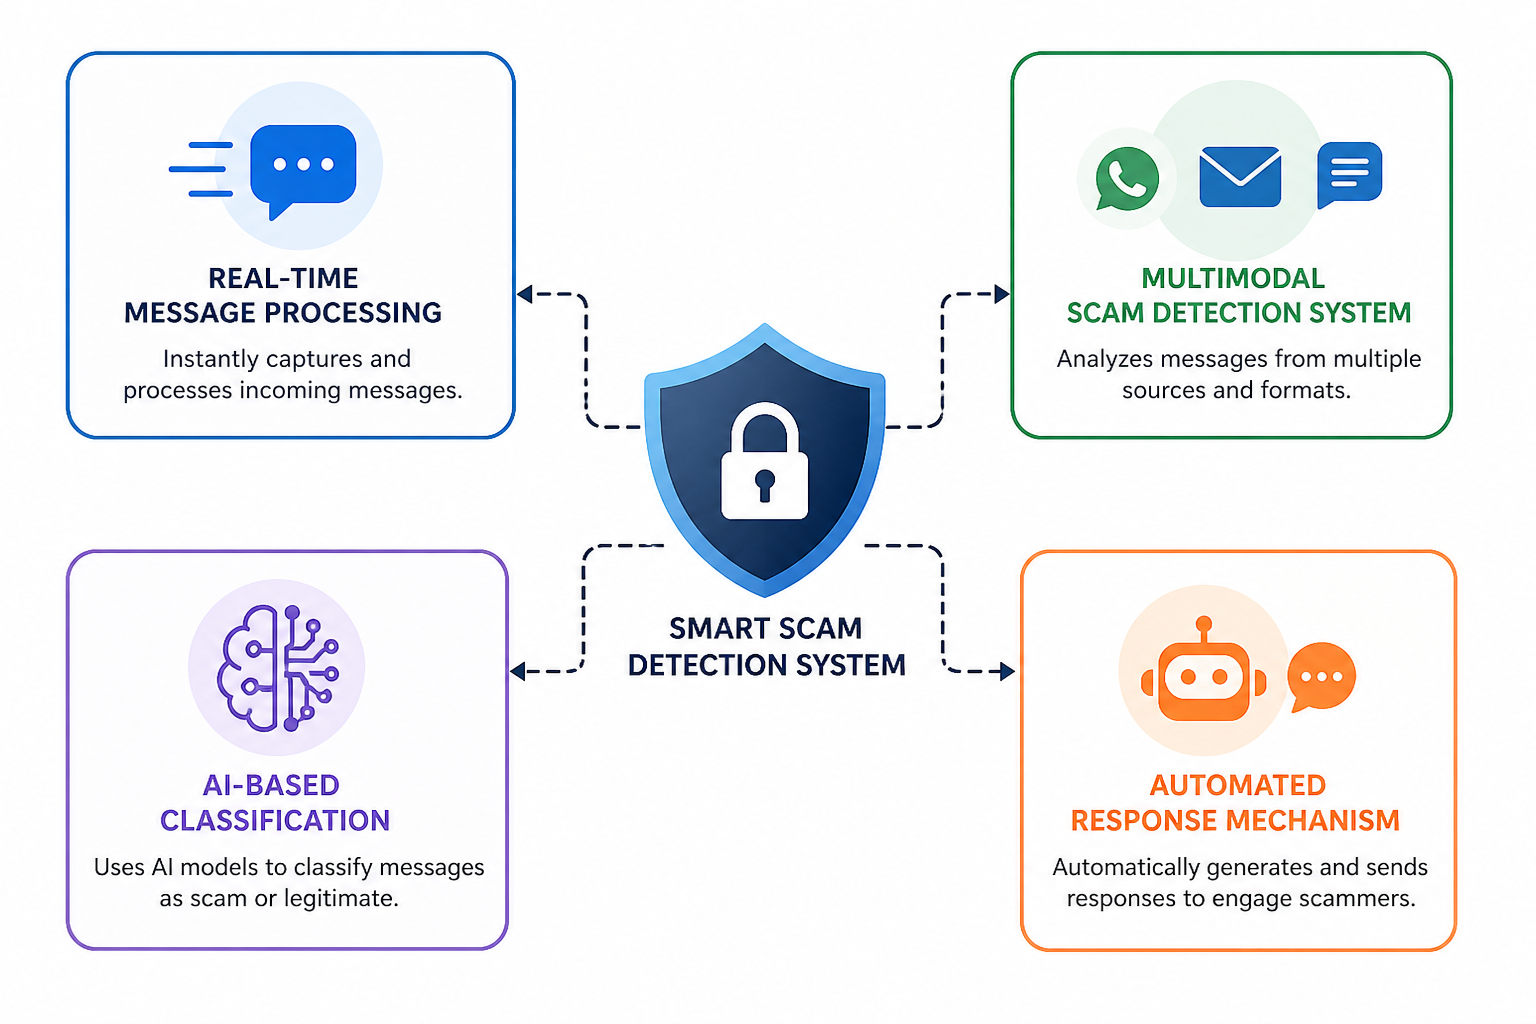 REAL-TIME
MESSAGE PROCESSING
Instantly captures and
processes incoming messages.
MULTIMODAL
SCAM DETECTION SYSTEM
Analyzes messages from multiple
sources and formats.
SMART SCAM
DETECTION SYSTEM
AI-BASED
CLASSIFICATION
Uses AI models to classify messages
as scam or legitimate.
AUTOMATED
RESPONSE MECHANISM
Automatically generates and sends
responses to engage scammers.